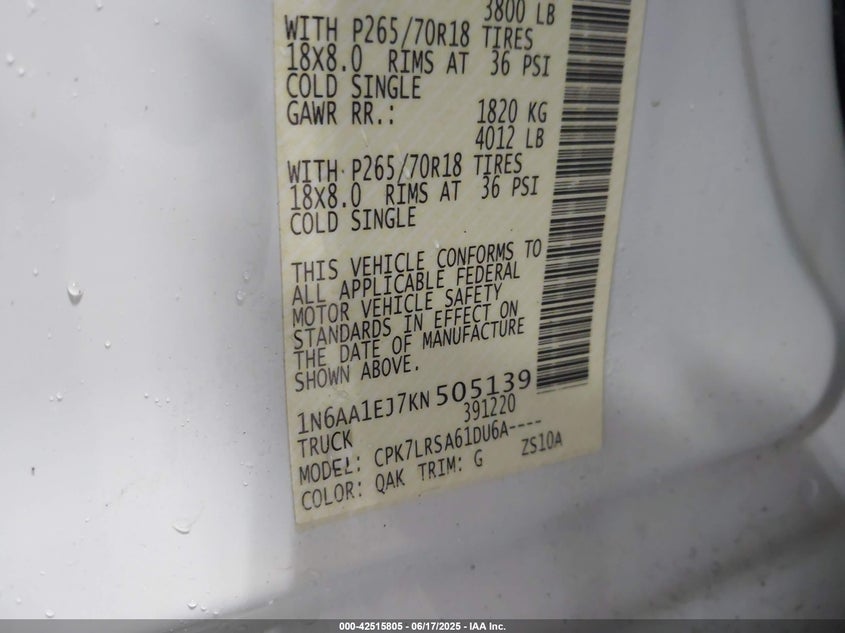 3800 LB
WITH P265/70R18 TIRES
18X8.0 RIMS AT 36 PSI
COLD SINGLE
GAWR RR.: 1820 KG
4012 LB
WITH P265/70R18 TIRES
18X8.0 RIMS AT 36 PSI
COLD SINGLE
THIS VEHICLE CONFORMS TO
ALL APPLICABLE FEDERAL
MOTOR VEHICLE SAFETY
STANDARDS IN EFFECT ON
THE DATE OF MANUFACTURE
SHOWN ABOVE.
1N6AA1EJ7KN 505139
TRUCK 391220
MODEL: CPK7LRSA61DU6A----
COLOR: QAK TRIM: G ZS10A
000-42515805 - 06/17/2025 - IAA Inc.